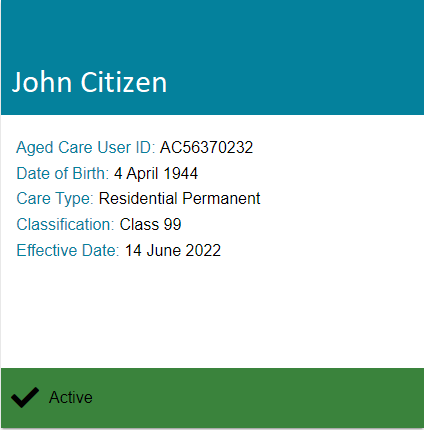 John Citizen
Aged Care User ID: AC56370232
Date of Birth: 4 April 1944
Care Type: Residential Permanent
Classification: Class 99
Effective Date: 14 June 2022
Active